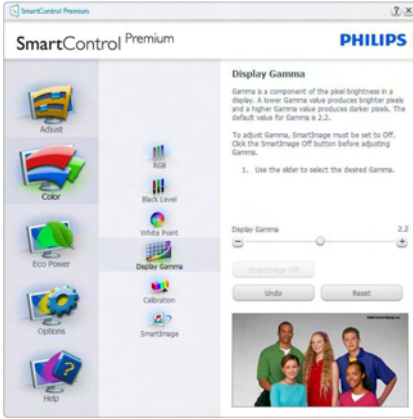 SmartControl Premium
SmartControl Premium
PHILIPS
Adjust
Color
Eco Power
Options
Help
RGB
Black Level
White Point
Display Gamma
Calibration
SmartImage
Display Gamma
Gamma is a component of the pixel brightness in a
display. A lower Gamma value produces brighter pixels
and a higher Gamma value produces darker pixels. The
default value for Gamma is 2.2.
To adjust Gamma, SmartImage must be set to Off.
Click the SmartImage Off button before adjusting
Gamma.
1. Use the slider to select the desired Gamma.
Display Gamma 2.2
SmartImage Off
Undo Reset